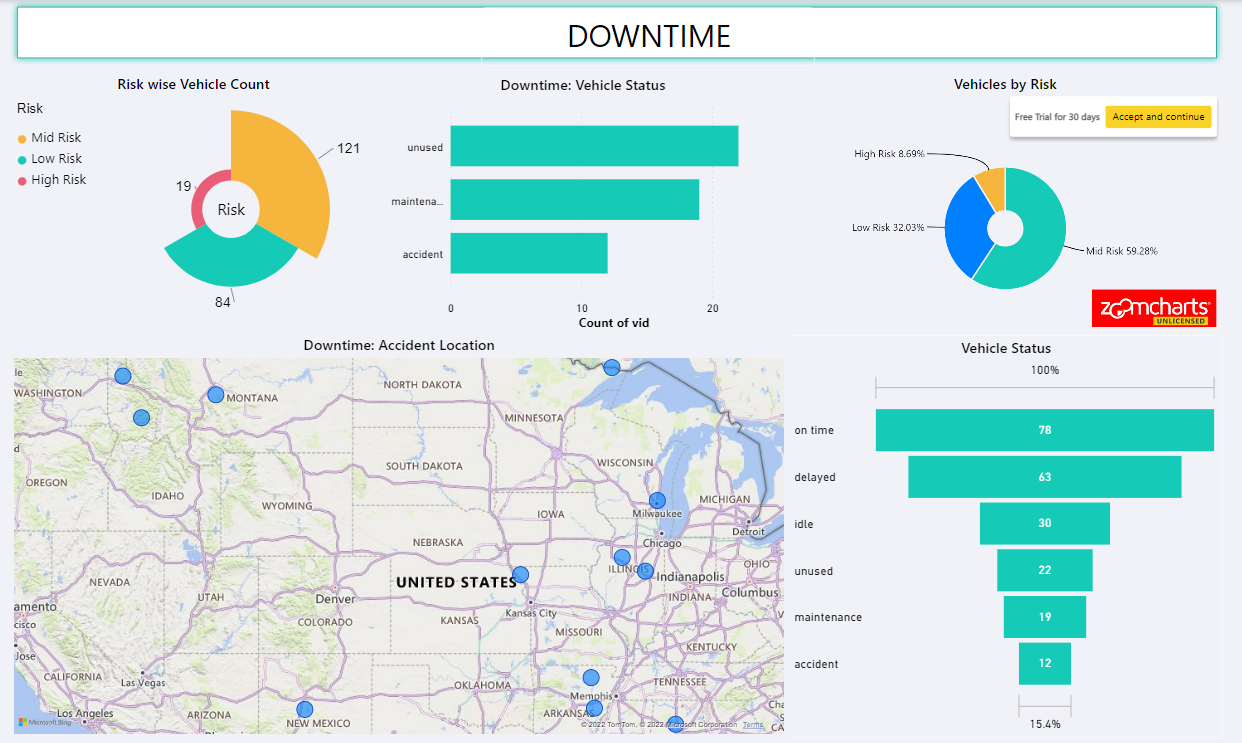 DOWNTIME
Risk wise Vehicle Count
Risk
Mid Risk
Low Risk
High Risk
121
19
Risk
84
Downtime: Vehicle Status
unused
maintena...
accident
0
10
20
Count of vid
Vehicles by Risk
Free Trial for 30 days
Accept and continue
High Risk 8.69%
Low Risk 32.03%
Mid Risk 59.28%
zoomcharts
UNLICENSED
Downtime: Accident Location
le
WASHINGTON
MONTANA
NORTH DAKOTA
MINNESOTA
d
OREGON
IDAHO
SOUTH DAKOTA
WISCONSIN
MICHIGAN
WYOMING
IOWA
Milwaukee
Detroit
NEBRASKA
Chicago
NEVADA
UNITED STATES
ILLINOIS
Indianapolis
OHIO
UTAH
Denver
INDIANA
Columbus
amento
Kansas City
cisco
COLORADO
KANSAS
MISSOURI
Jose
KENTUCKY
CALIFORNIA
Las Vegas
OKLAHOMA
TENNESSEE
Memphis
Los Angeles
ARIZONA
NEW MEXICO
ARKANSAS
Cha
CA
Microsoft Bing
© 2022 TomTom, © 2022 Microsoft Corporation Terms
Vehicle Status
100%
on time
78
delayed
63
idle
30
unused
22
maintenance
19
accident
12
15.4%